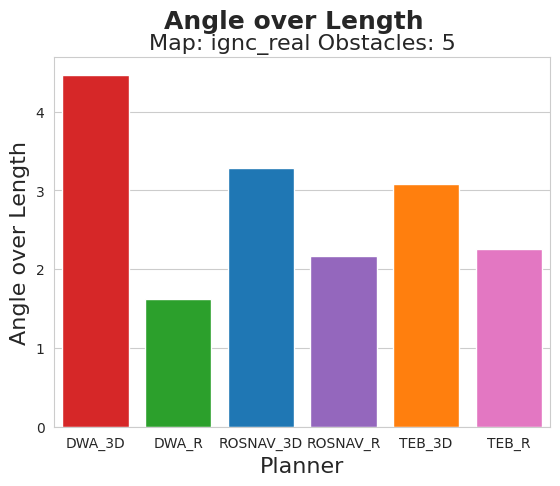 Angle over Length
Map: ignc_real Obstacles: 5
Angle over Length
4
3
2
1
0
DWA_3D DWA_R ROSNAV_3D ROSNAV_R TEB_3D TEB_R
Planner